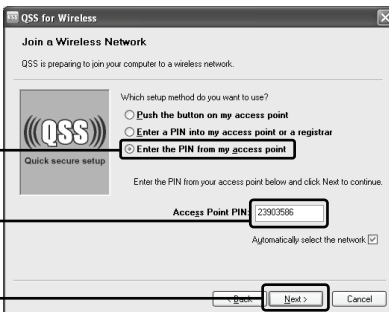 QSS QSS for Wireless
Join a Wireless Network
QSS is preparing to join your computer to a wireless network.
Which setup method do you want to use?
Push the button on my access point
Enter a PIN into my access point or a registrar
Enter the PIN from my access point
((QSS))
Quick secure setup
Enter the PIN from your access point below and click Next to continue.
Access Point PIN: 23903586
Automatically select the network
< Back Next > Cancel